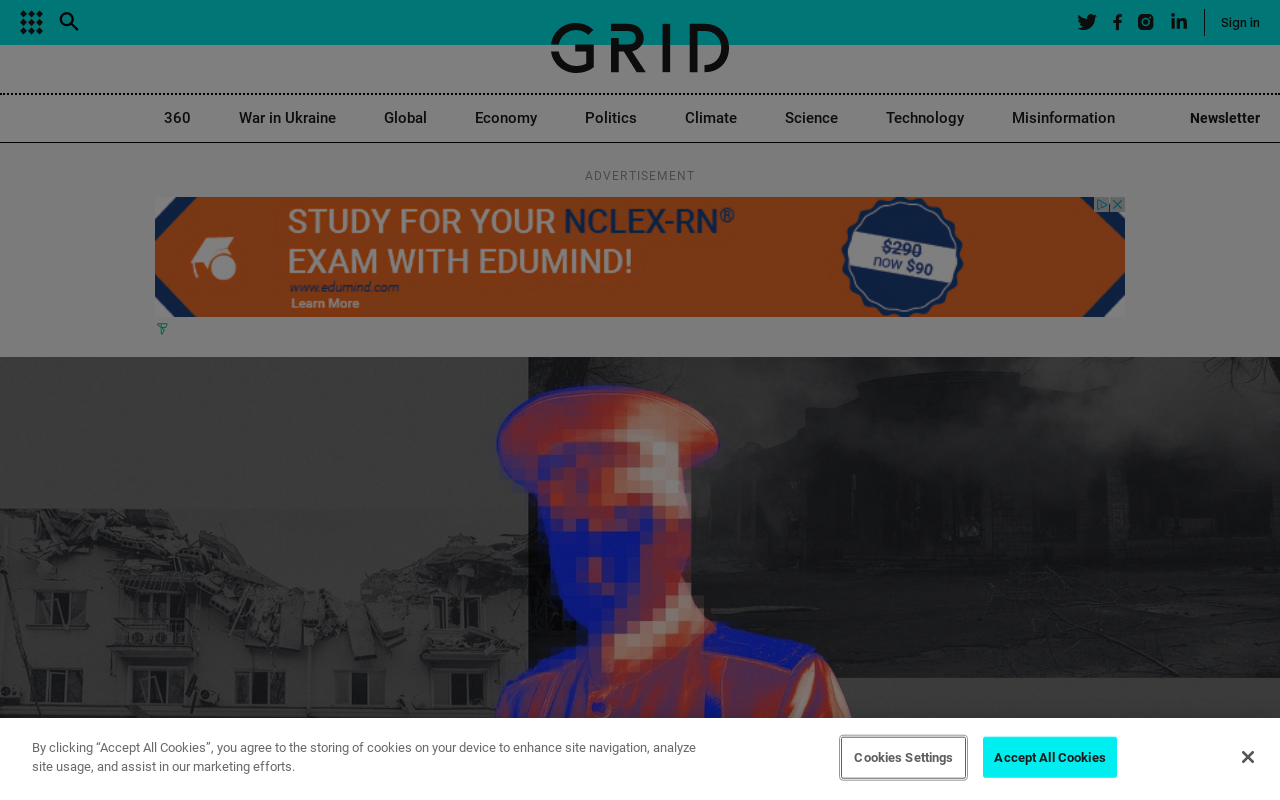 GRID
Sign in
360
War in Ukraine
Global
Economy
Politics
Climate
Science
Technology
Misinformation
Newsletter
ADVERTISEMENT
STUDY FOR YOUR NCLEX-RN®
EXAM WITH EDUMIND!
www.edumind.com
Learn More
$290
now $90
By clicking “Accept All Cookies”, you agree to the storing of cookies on your device to enhance site navigation, analyze
site usage, and assist in our marketing efforts.
Cookies Settings
Accept All Cookies